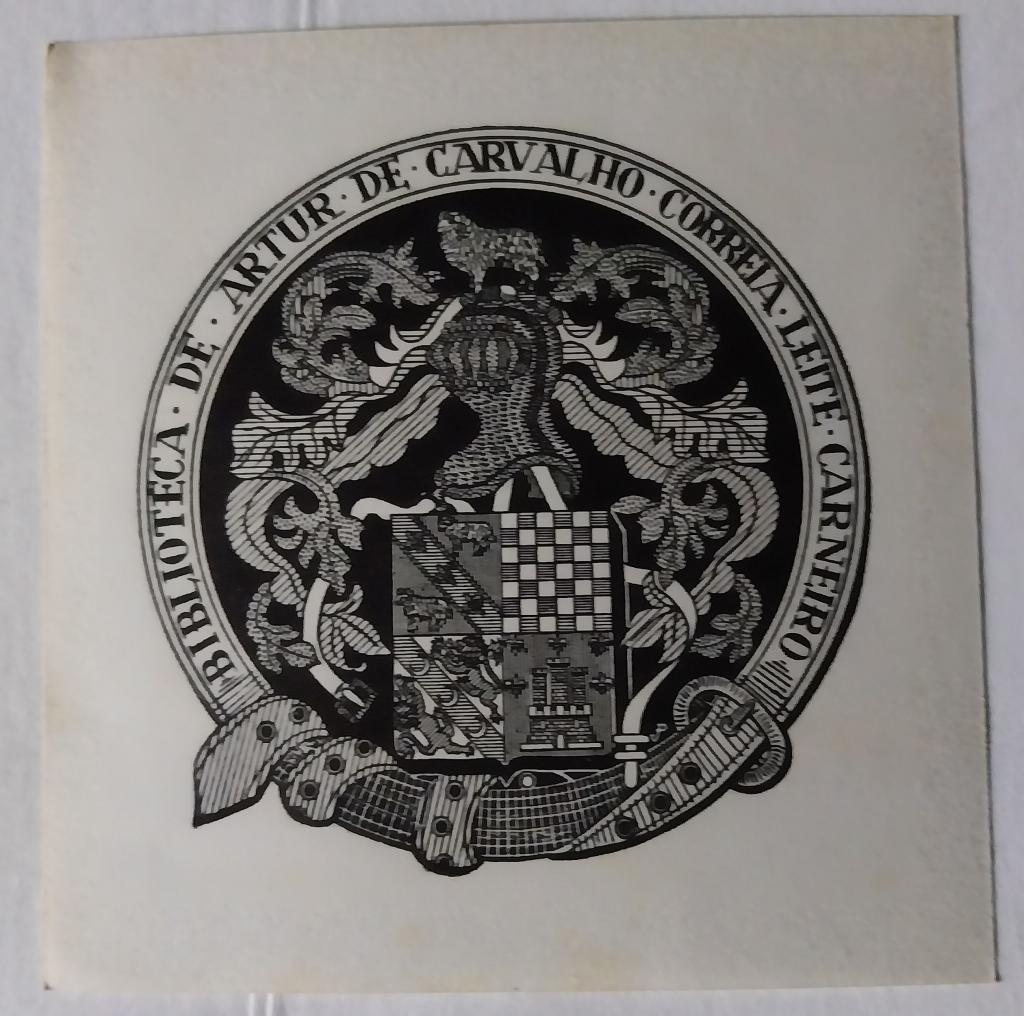 BIBLIOTECA · DE · ARTUR · DE · CARVALHO · CORREIA · LEITE · CARNEIRO